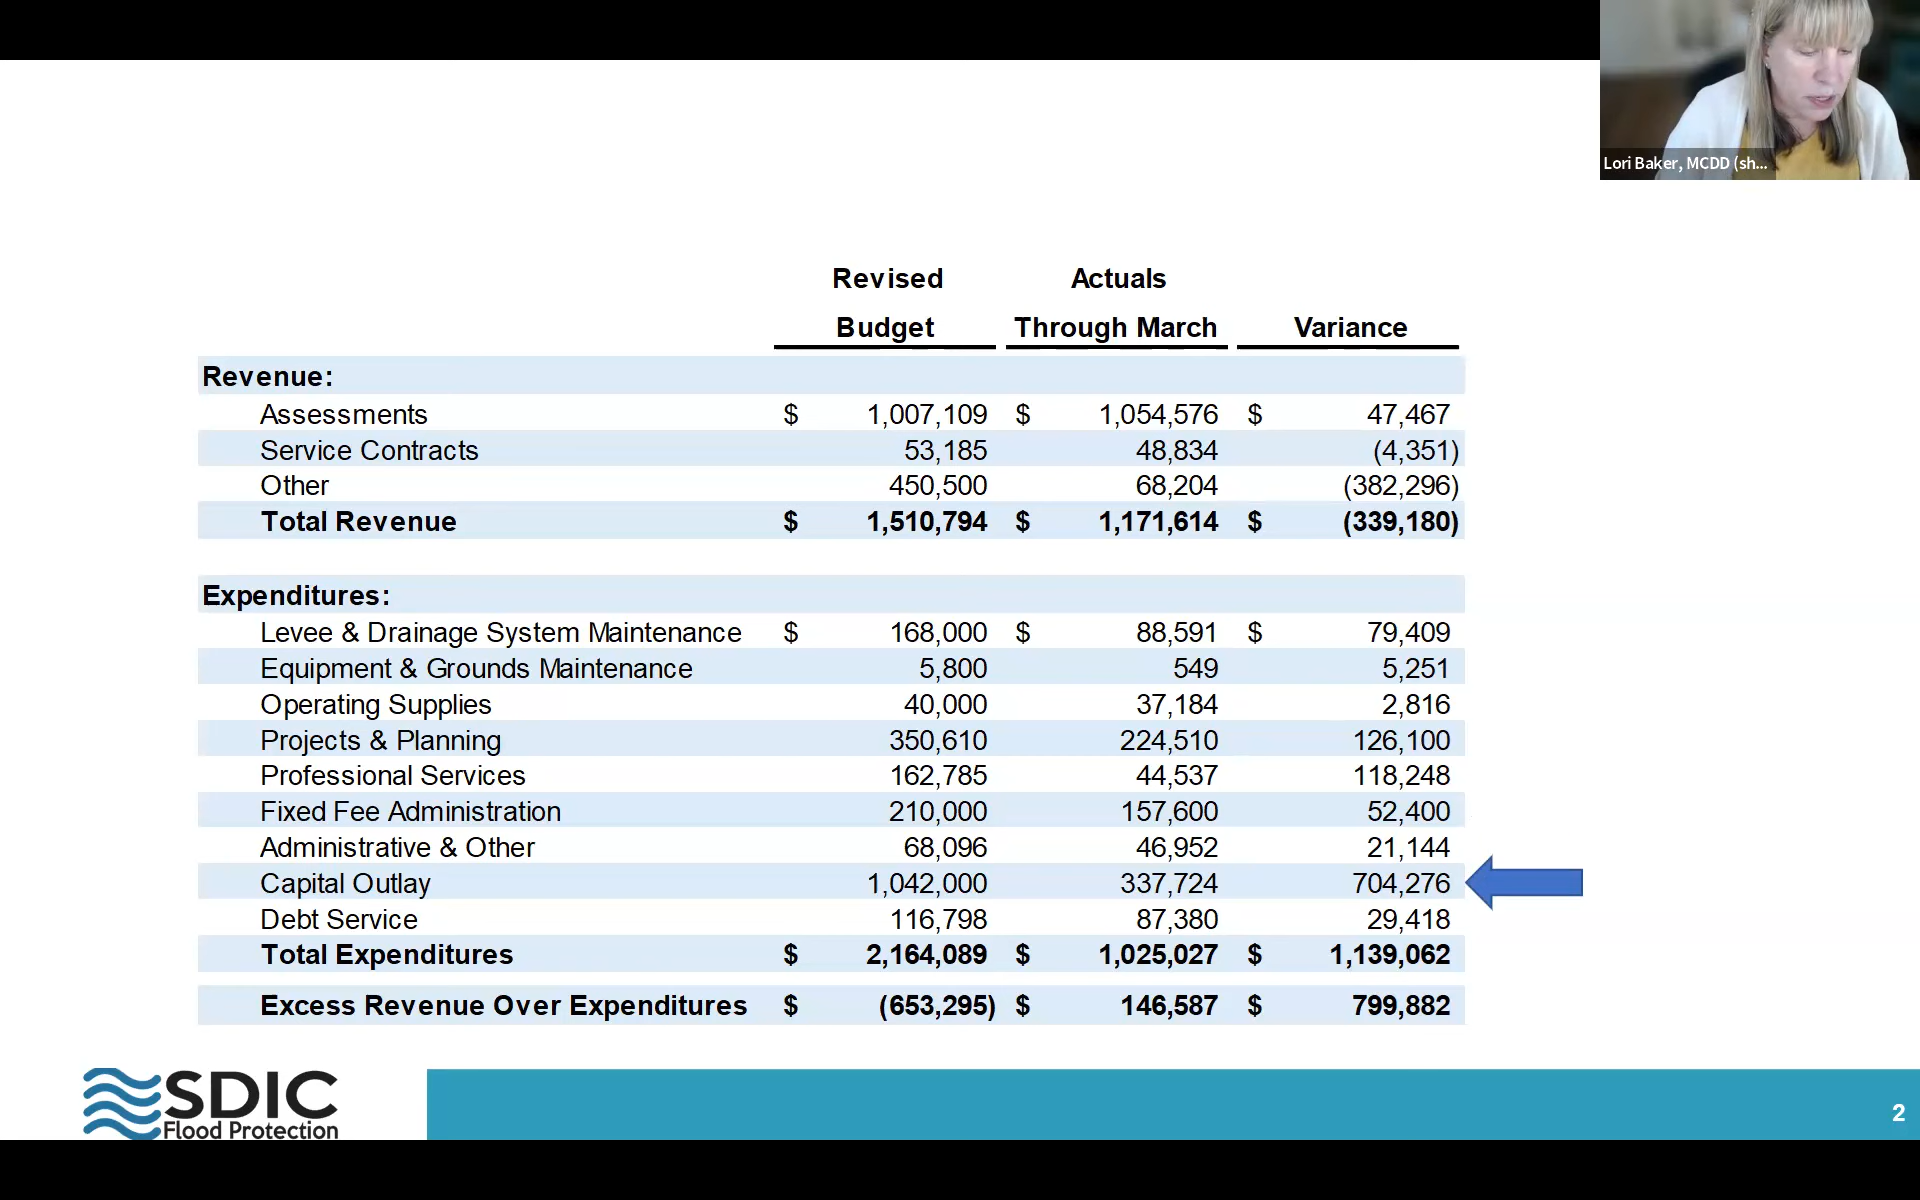 Lori Baker, MCDD (sh...
Revised Actuals
Budget Through March Variance
Revenue:
Assessments $ 1,007,109 $ 1,054,576 $ 47,467
Service Contracts 53,185 48,834 (4,351)
Other 450,500 68,204 (382,296)
Total Revenue $ 1,510,794 $ 1,171,614 $ (339,180)
Expenditures:
Levee & Drainage System Maintenance $ 168,000 $ 88,591 $ 79,409
Equipment & Grounds Maintenance 5,800 549 5,251
Operating Supplies 40,000 37,184 2,816
Projects & Planning 350,610 224,510 126,100
Professional Services 162,785 44,537 118,248
Fixed Fee Administration 210,000 157,600 52,400
Administrative & Other 68,096 46,952 21,144
Capital Outlay 1,042,000 337,724 704,276
Debt Service 116,798 87,380 29,418
Total Expenditures $ 2,164,089 $ 1,025,027 $ 1,139,062
Excess Revenue Over Expenditures $ (653,295) $ 146,587 $ 799,882
SDIC
Flood Protection
2